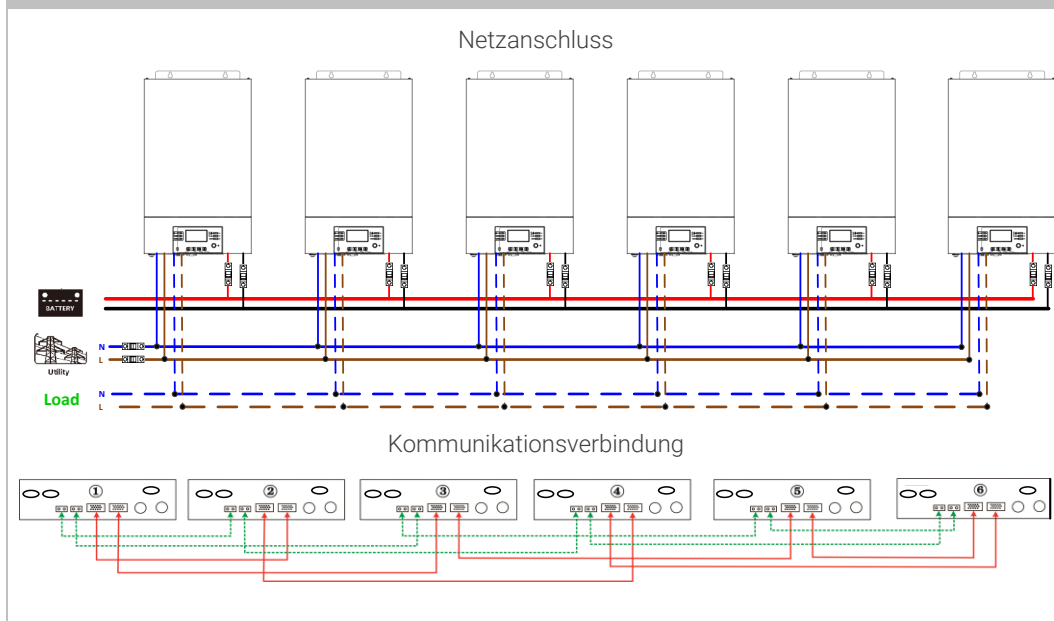 Netzanschluss
BATTERY
N
L
Utility
N
Load
L
Kommunikationsverbindung
① ② ③ ④ ⑤ ⑥